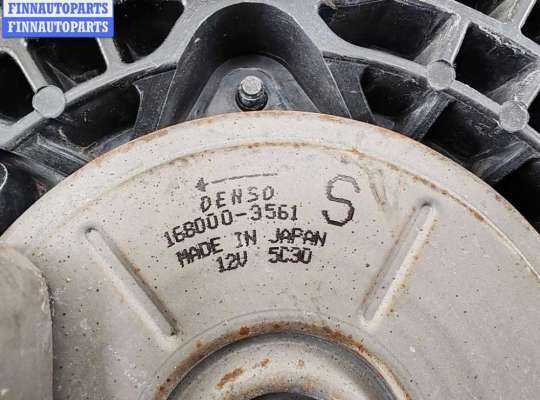 FINNAUTOPARTS
FINNAUTOPARTS
DENSO
168000-3561
S
MADE IN JAPAN
12V 5C30